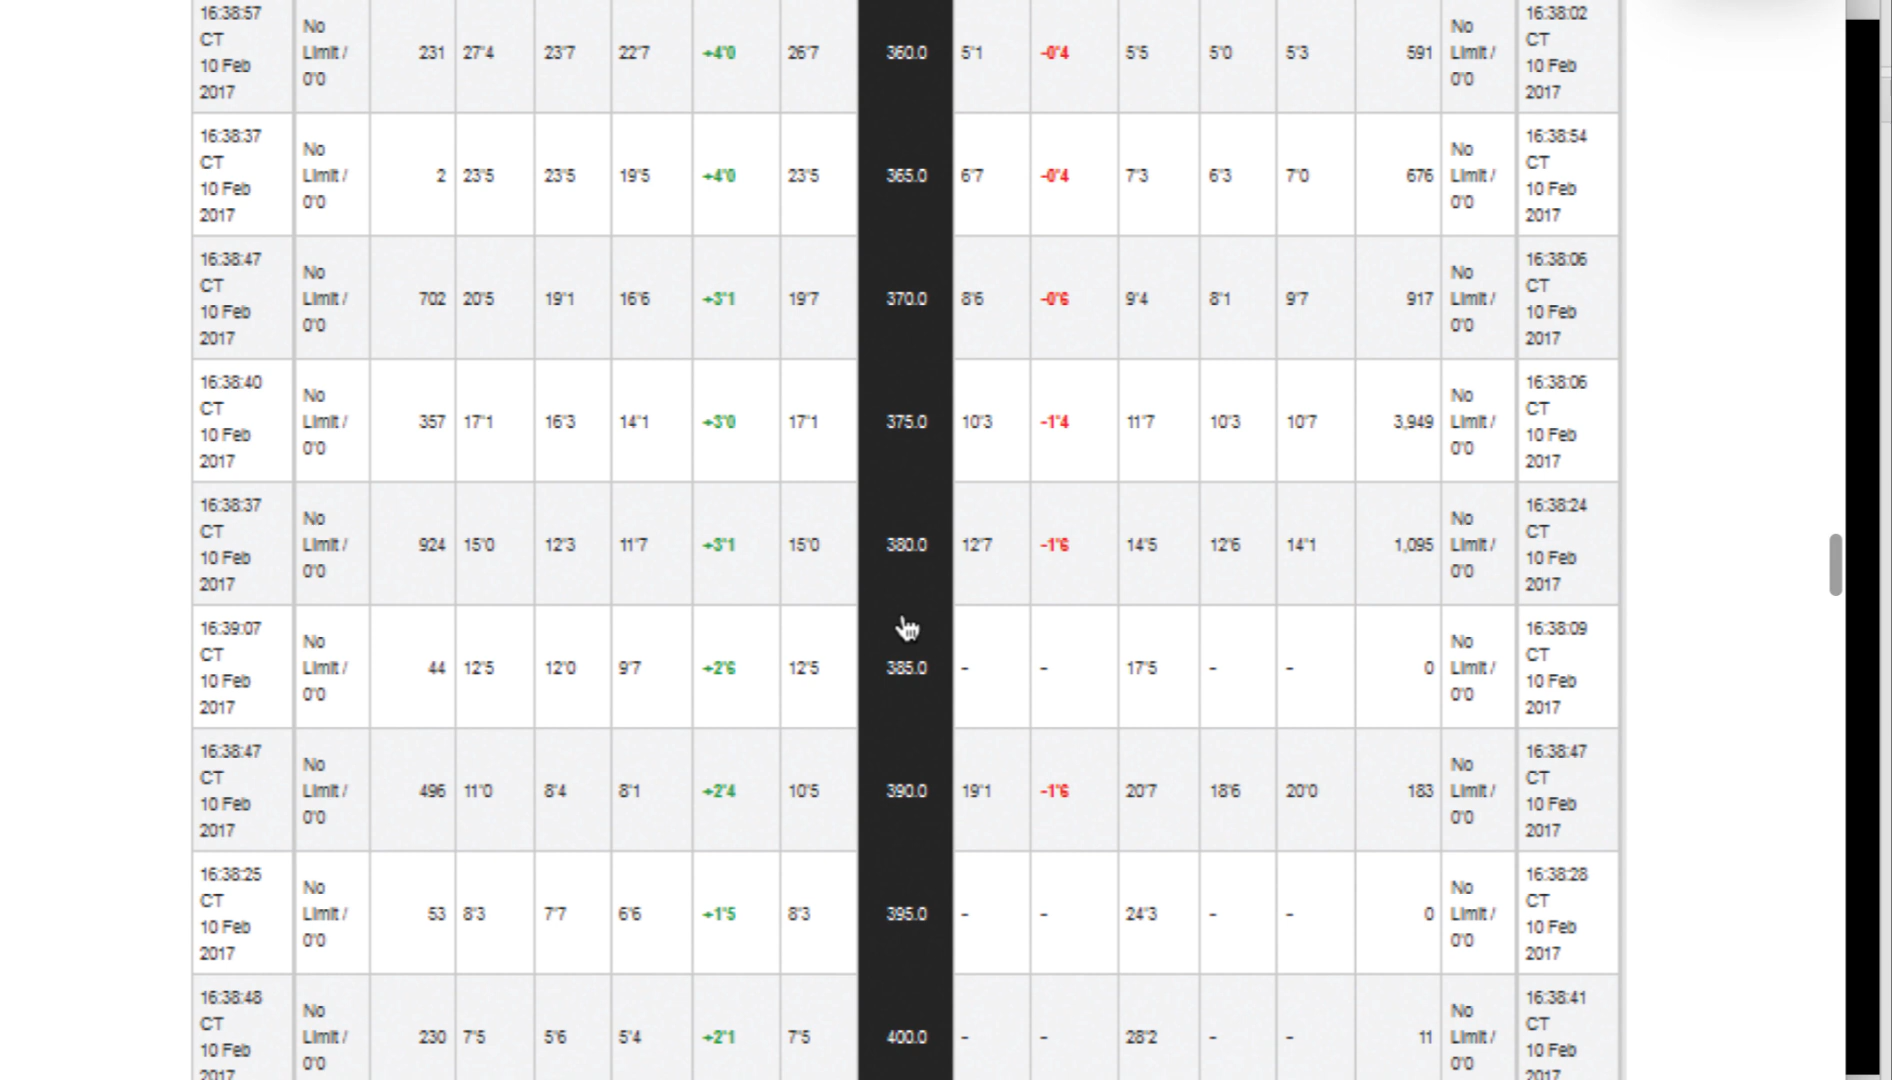 16:38:57 CT 10 Feb 2017 No Limit / 0'0 231 27'4 23'7 22'7 +4'0 26'7 360.0 5'1 -0'4 5'5 5'0 5'3 591 No Limit / 0'0 16:38:02 CT 10 Feb 2017
16:38:37 CT 10 Feb 2017 No Limit / 0'0 2 23'5 23'5 19'5 +4'0 23'5 365.0 6'7 -0'4 7'3 6'3 7'0 676 No Limit / 0'0 16:38:54 CT 10 Feb 2017
16:38:47 CT 10 Feb 2017 No Limit / 0'0 702 20'5 19'1 16'6 +3'1 19'7 370.0 8'6 -0'6 9'4 8'1 9'7 917 No Limit / 0'0 16:38:06 CT 10 Feb 2017
16:38:40 CT 10 Feb 2017 No Limit / 0'0 357 17'1 16'3 14'1 +3'0 17'1 375.0 10'3 -1'4 11'7 10'3 10'7 3,949 No Limit / 0'0 16:38:06 CT 10 Feb 2017
16:38:37 CT 10 Feb 2017 No Limit / 0'0 924 15'0 12'3 11'7 +3'1 15'0 380.0 12'7 -1'6 14'5 12'6 14'1 1,095 No Limit / 0'0 16:38:24 CT 10 Feb 2017
16:39:07 CT 10 Feb 2017 No Limit / 0'0 44 12'5 12'0 9'7 +2'6 12'5 385.0 - - 17'5 - - 0 No Limit / 0'0 16:38:09 CT 10 Feb 2017
16:38:47 CT 10 Feb 2017 No Limit / 0'0 496 11'0 8'4 8'1 +2'4 10'5 390.0 19'1 -1'6 20'7 18'6 20'0 183 No Limit / 0'0 16:38:47 CT 10 Feb 2017
16:38:25 CT 10 Feb 2017 No Limit / 0'0 53 8'3 7'7 6'6 +1'5 8'3 395.0 - - 24'3 - - 0 No Limit / 0'0 16:38:28 CT 10 Feb 2017
16:38:48 CT 10 Feb 2017 No Limit / 0'0 230 7'5 5'6 5'4 +2'1 7'5 400.0 - - 28'2 - - 11 No Limit / 0'0 16:38:41 CT 10 Feb 2017